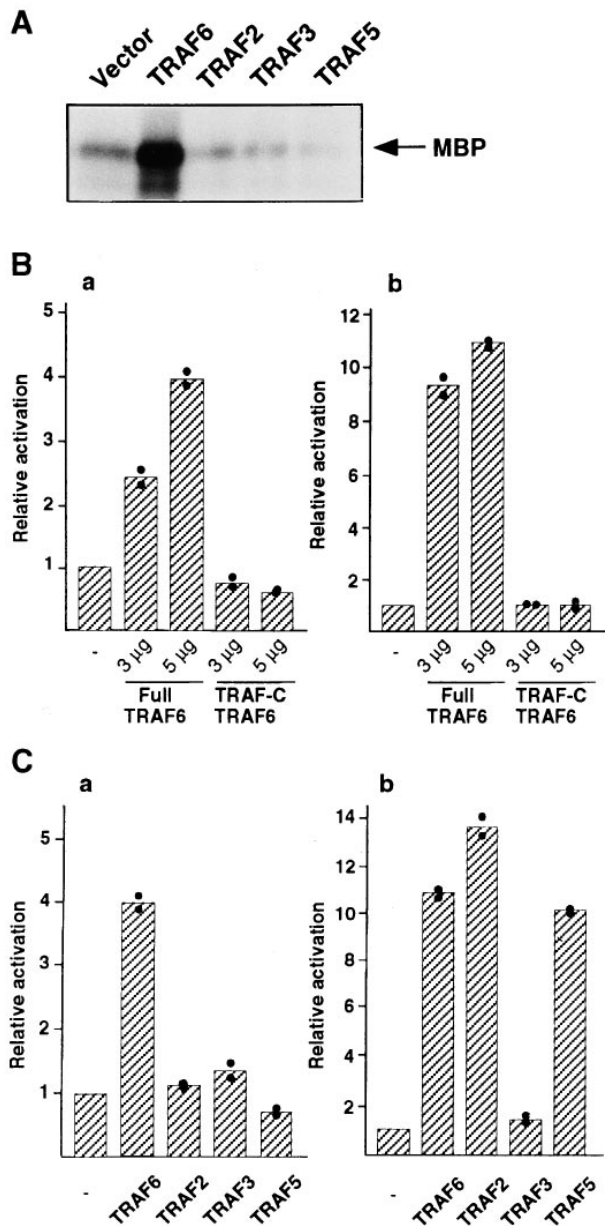 A
Vector TRAF6 TRAF2 TRAF3 TRAF5
MBP
B
a
Relative activation
5
4
3
2
1
- 3 μg 5 μg 3 μg 5 μg
Full TRAF-C
TRAF6 TRAF6
b
Relative activation
12
10
8
6
4
2
- 3 μg 5 μg 3 μg 5 μg
Full TRAF-C
TRAF6 TRAF6
C
a
Relative activation
5
4
3
2
1
- TRAF6 TRAF2 TRAF3 TRAF5
b
Relative activation
14
12
10
8
6
4
2
- TRAF6 TRAF2 TRAF3 TRAF5